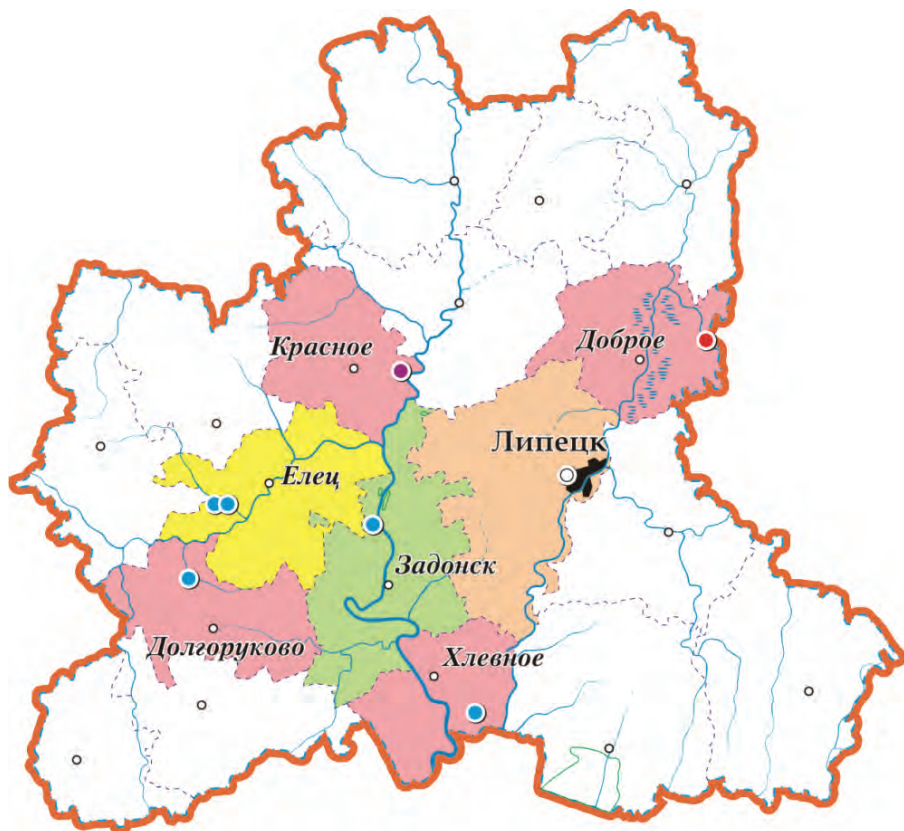 Красное
Доброе
Липецк
Елец
Задонск
Долгоруково
Хлевное